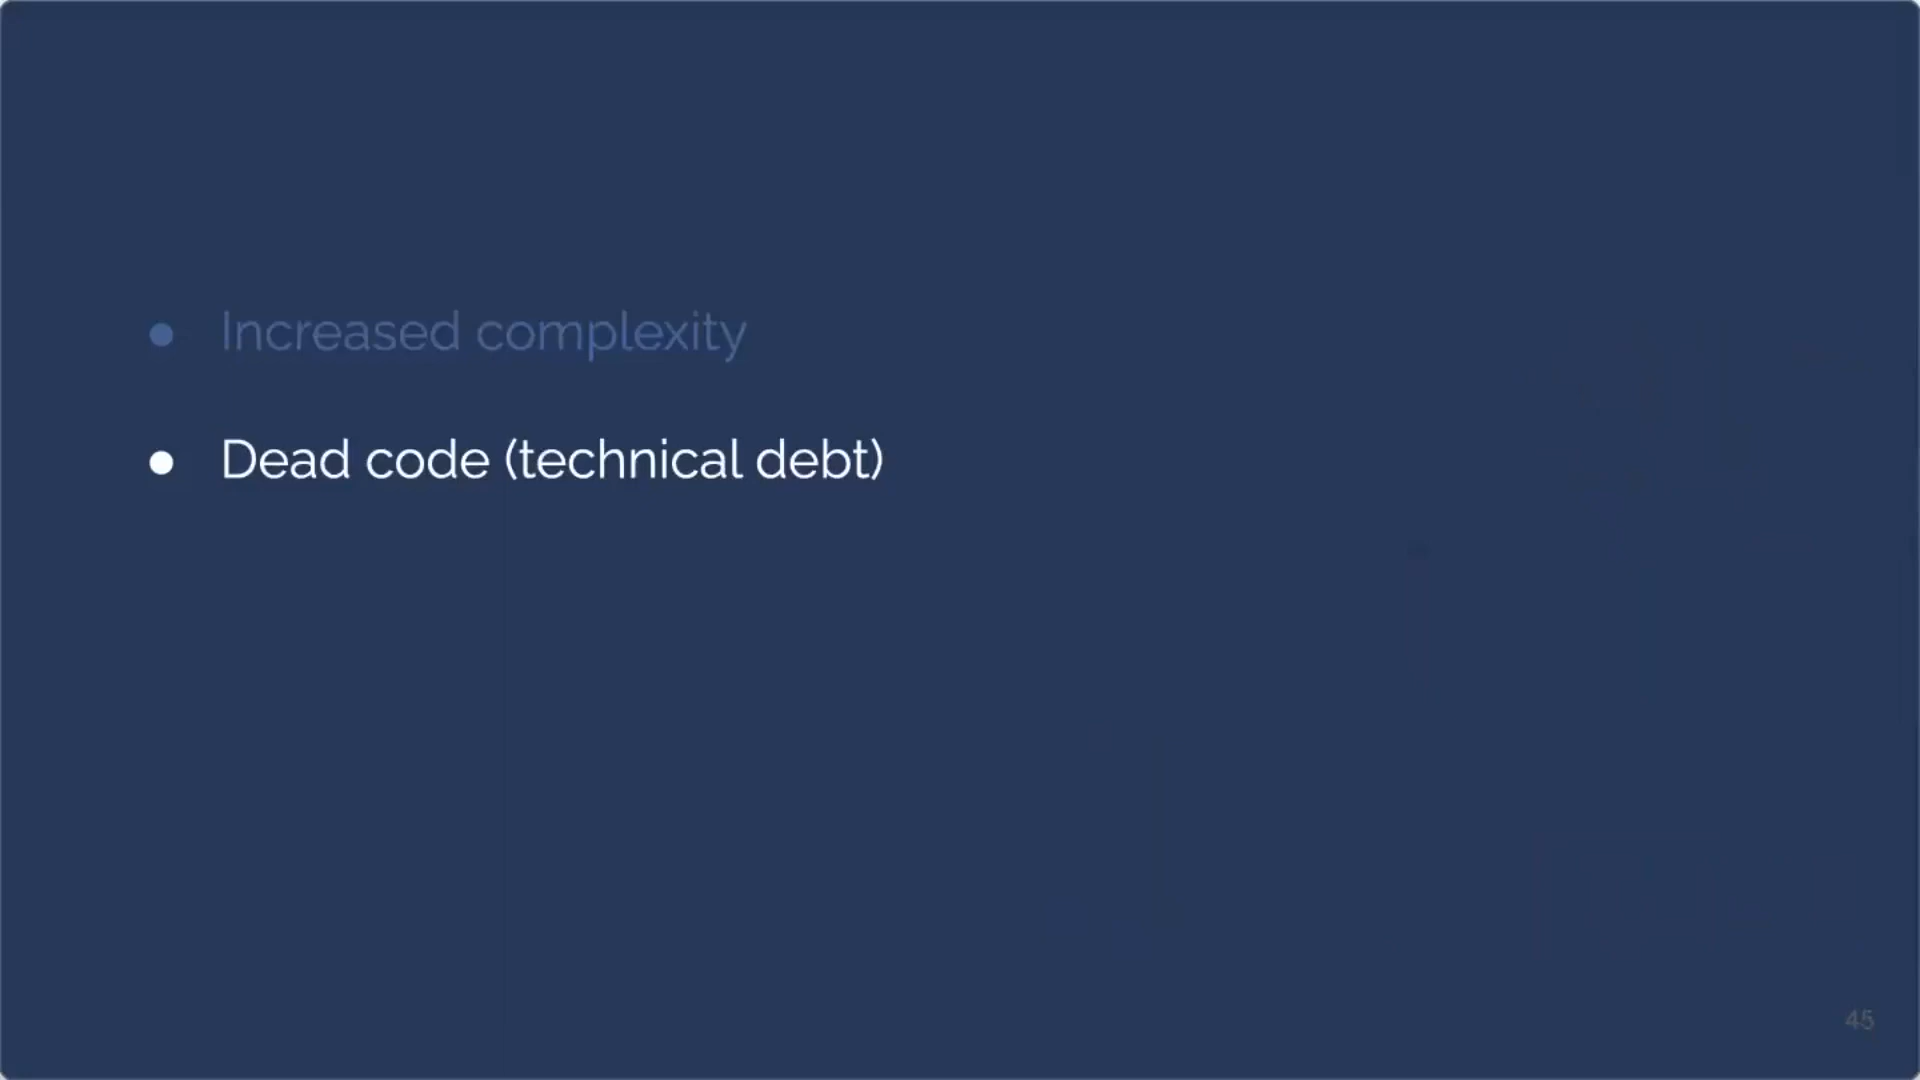 ● Increased complexity
● Dead code (technical debt)
45